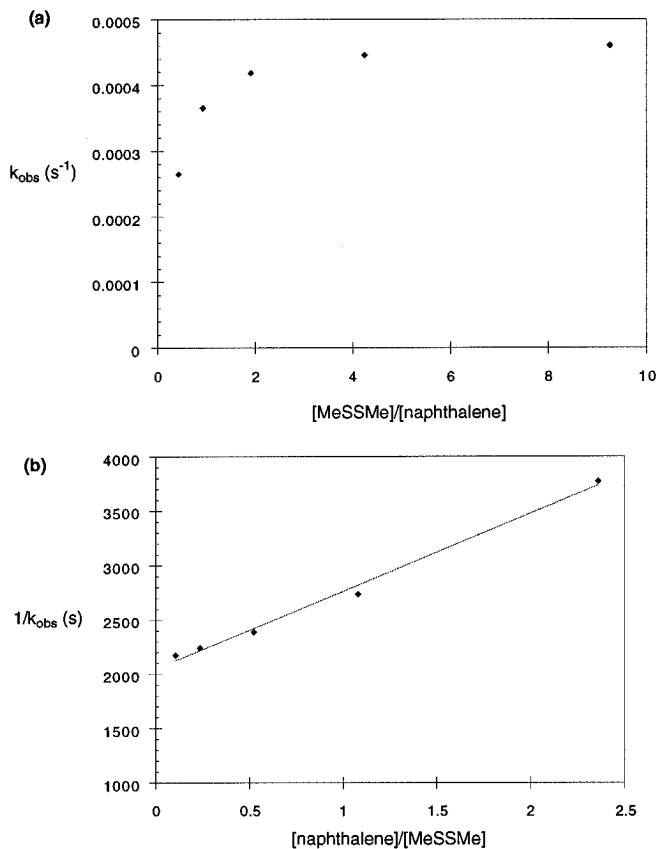 (a)
0.0005
0.0004
0.0003
k_obs (s⁻¹)
0.0002
0.0001
0
0 2 4 6 8 10
[MeSSMe]/[naphthalene]
(b)
4000
3500
3000
1/k_obs (s)
2500
2000
1500
1000
0 0.5 1 1.5 2 2.5
[naphthalene]/[MeSSMe]